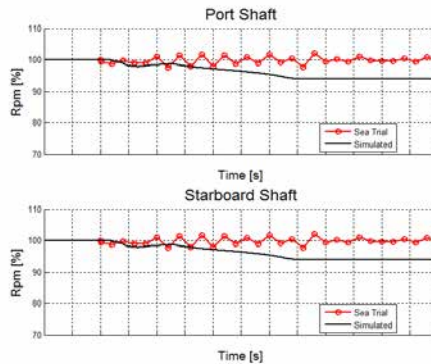 Port Shaft
110
100
90
80
70
Rpm [%]
Sea Trial
Simulated
Time [s]
Starboard Shaft
110
100
90
80
70
Rpm [%]
Sea Trial
Simulated
Time [s]